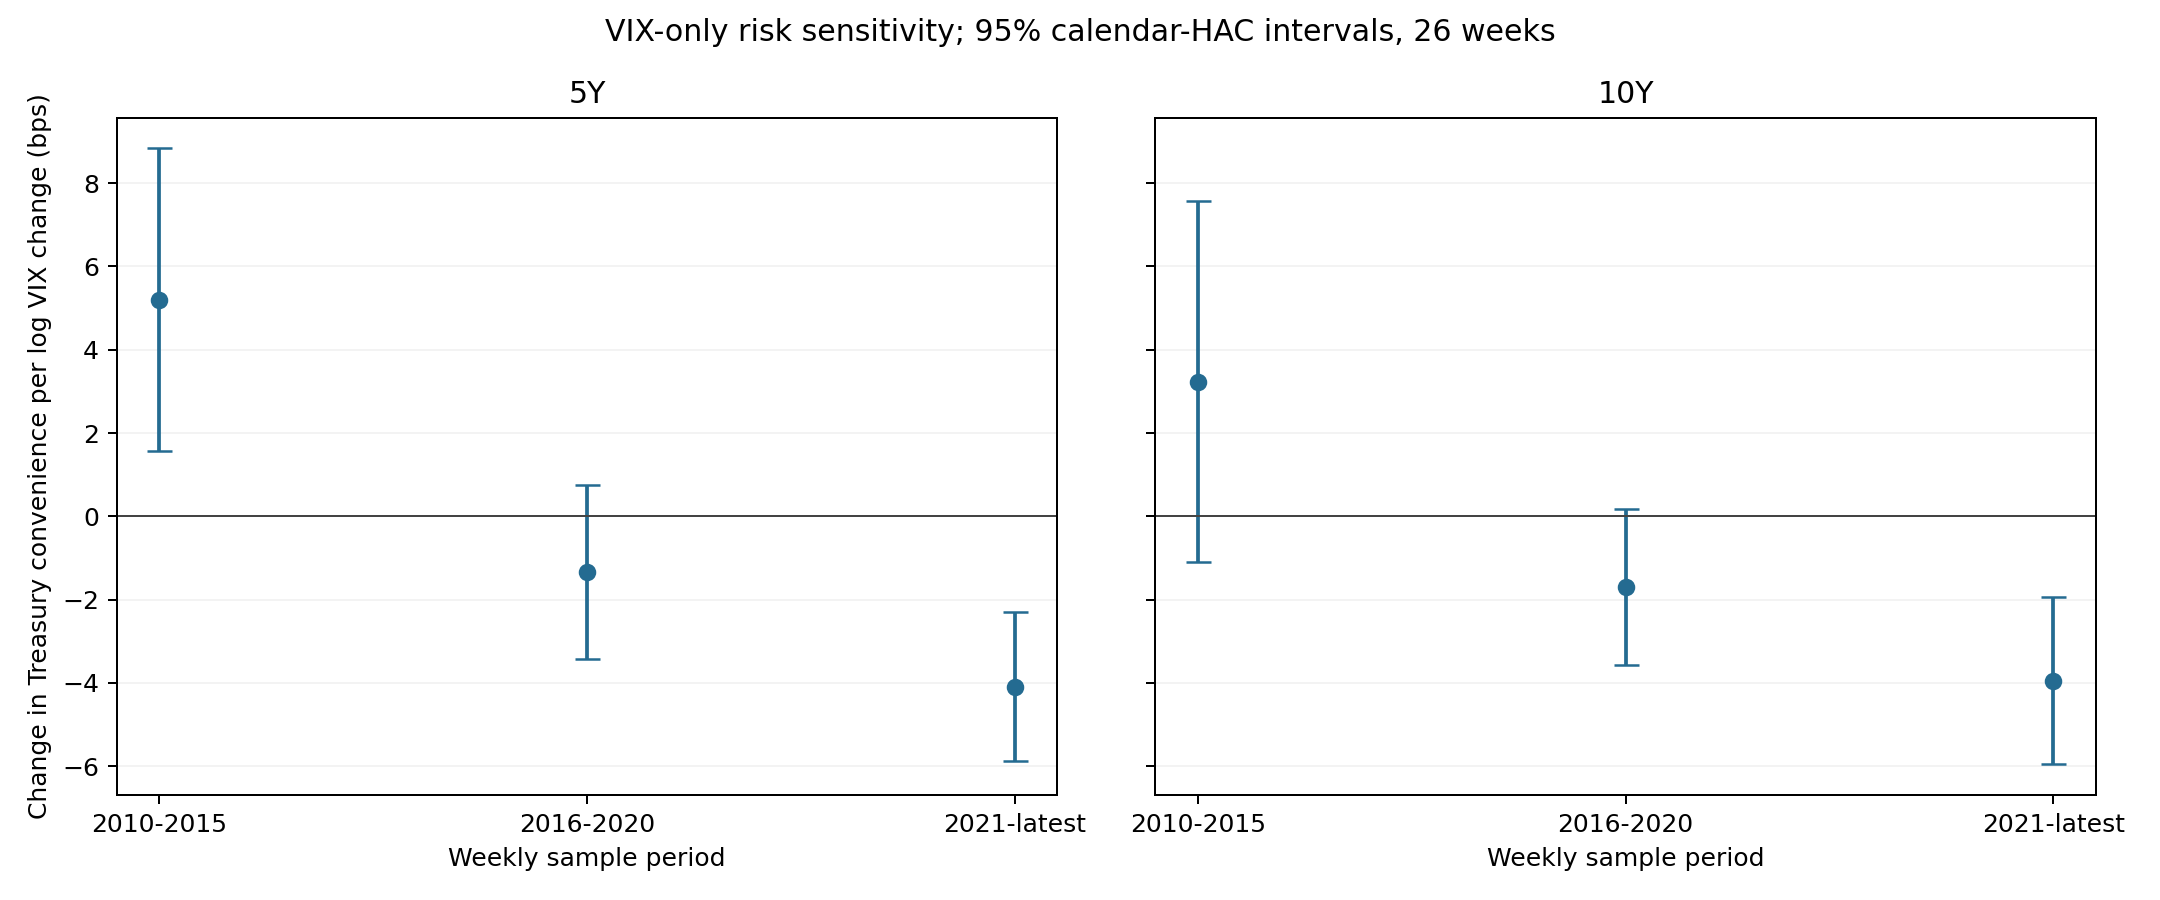 VIX-only risk sensitivity; 95% calendar-HAC intervals, 26 weeks
5Y
10Y
Change in Treasury convenience per log VIX change (bps)
8
6
4
2
0
−2
−4
−6
2010-2015
2016-2020
2021-latest
2010-2015
2016-2020
2021-latest
Weekly sample period
Weekly sample period